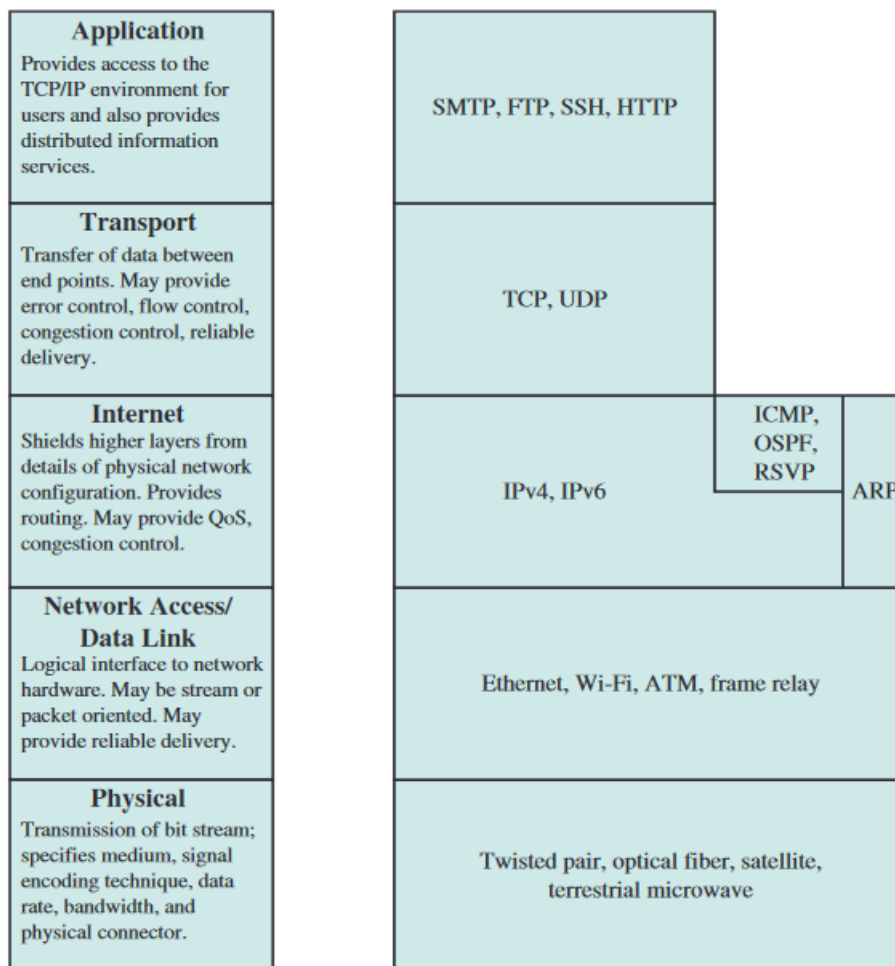 Application
Provides access to the
TCP/IP environment for
users and also provides
distributed information
services.
SMTP, FTP, SSH, HTTP
Transport
Transfer of data between
end points. May provide
error control, flow control,
congestion control, reliable
delivery.
TCP, UDP
Internet
Shields higher layers from
details of physical network
configuration. Provides
routing. May provide QoS,
congestion control.
IPv4, IPv6
ICMP,
OSPF,
RSVP
ARP
Network Access/
Data Link
Logical interface to network
hardware. May be stream or
packet oriented. May
provide reliable delivery.
Ethernet, Wi-Fi, ATM, frame relay
Physical
Transmission of bit stream;
specifies medium, signal
encoding technique, data
rate, bandwidth, and
physical connector.
Twisted pair, optical fiber, satellite,
terrestrial microwave